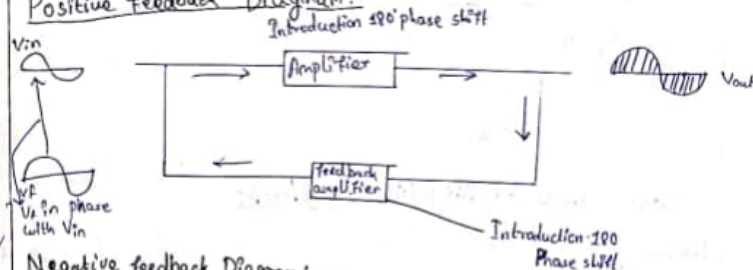 Positive Feedback Diagram:
Introduction 180° phase shift
Vin
Amplifier
Vout
feedback
amplifier
Vf
Vf in phase
with Vin
Introduction-180
Phase shift.
Negative feedback Diagram: